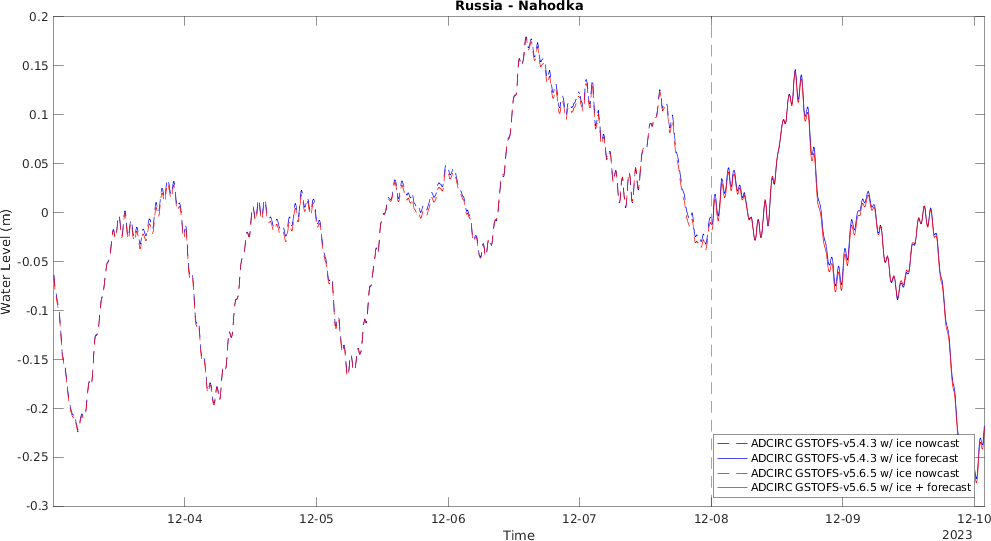 Russia - Nahodka
Water Level (m)
0.2
0.15
0.1
0.05
0
-0.05
-0.1
-0.15
-0.2
-0.25
-0.3
ADCIRC GSTOFS-v5.4.3 w/ ice nowcast
ADCIRC GSTOFS-v5.4.3 w/ ice forecast
ADCIRC GSTOFS-v5.6.5 w/ ice nowcast
ADCIRC GSTOFS-v5.6.5 w/ ice + forecast
12-04 12-05 12-06 12-07 12-08 12-09 12-10
Time
2023